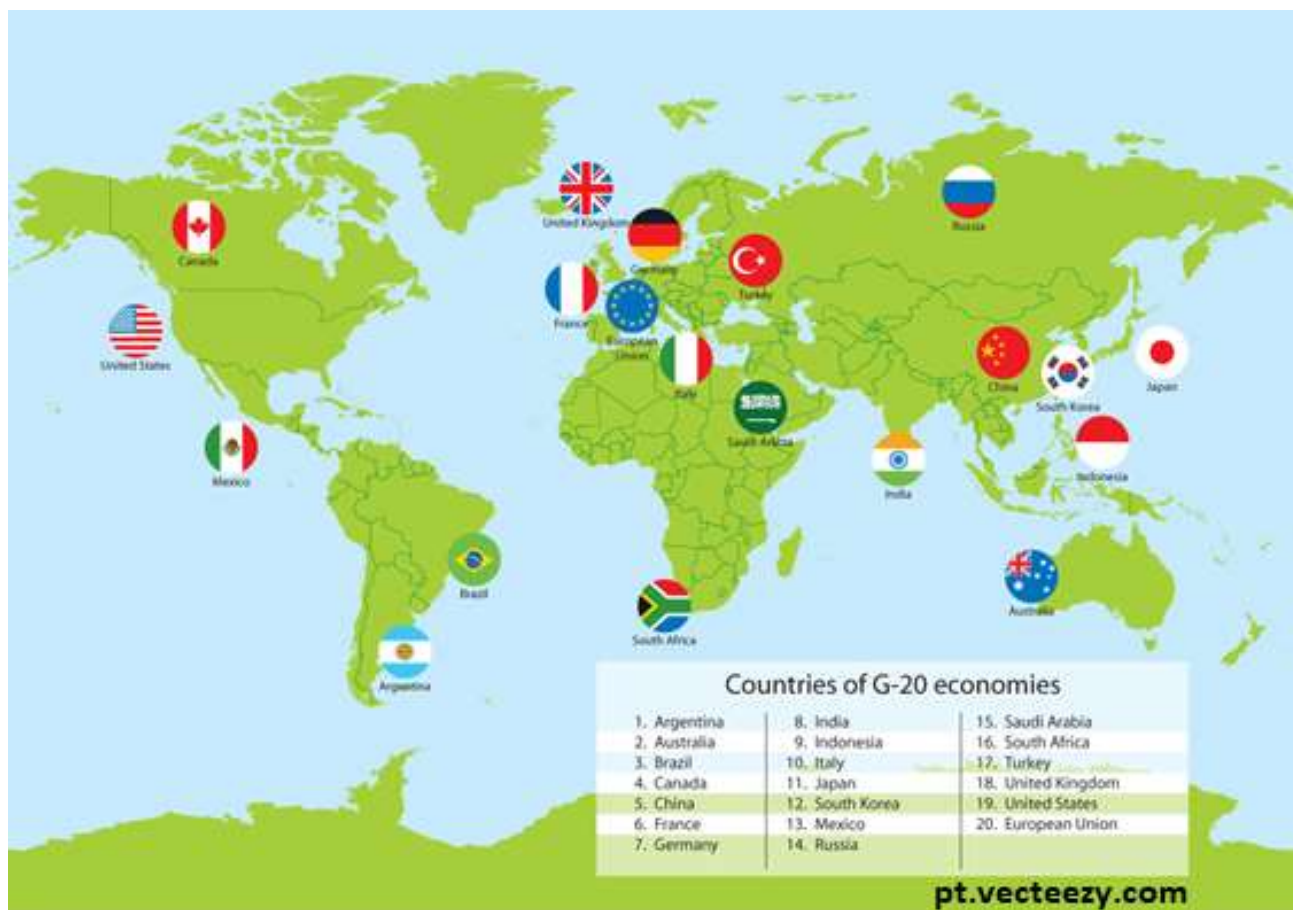 Canada
United States
Mexico
Brazil
Argentina
United Kingdom
Germany
France
European
Union
Italy
Turkey
Russia
Saudi Arabia
South Africa
India
China
South Korea
Japan
Indonesia
Australia
Countries of G-20 economies
1. Argentina
2. Australia
3. Brazil
4. Canada
5. China
6. France
7. Germany
8. India
9. Indonesia
10. Italy
11. Japan
12. South Korea
13. Mexico
14. Russia
15. Saudi Arabia
16. South Africa
17. Turkey
18. United Kingdom
19. United States
20. European Union
pt.vecteezy.com